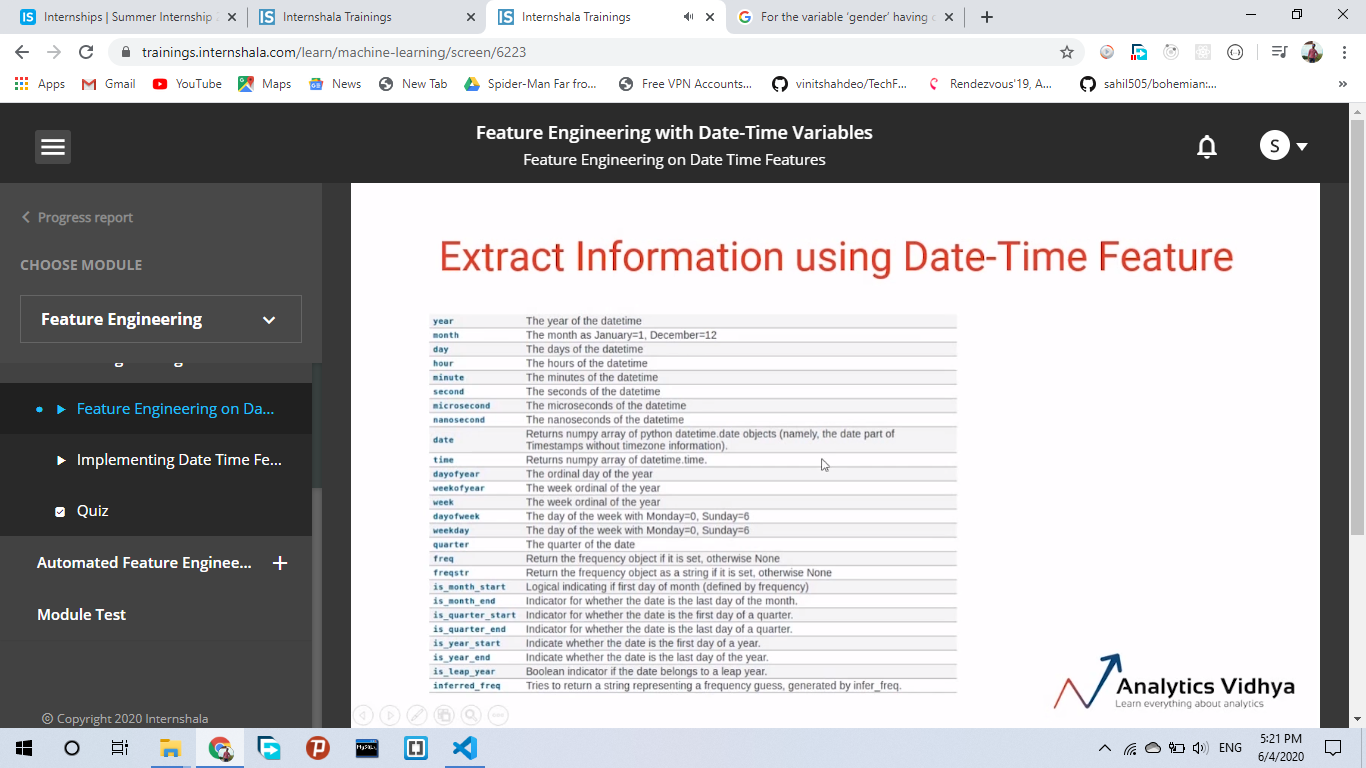 Internships | Summer Internship
Internshala Trainings
Internshala Trainings
For the variable ‘gender’ having
trainings.internshala.com/learn/machine-learning/screen/6223
Apps
Gmail
YouTube
Maps
News
New Tab
Spider-Man Far fro...
Free VPN Accounts...
vinitshahdeo/TechF...
Rendezvous'19, A...
sahil505/bohemian:...
»
Feature Engineering with Date-Time Variables
Feature Engineering on Date Time Features
S
Progress report
CHOOSE MODULE
Feature Engineering
Feature Engineering on Da...
Implementing Date Time Fe...
Quiz
Automated Feature Enginee... +
Module Test
© Copyright 2020 Internshala
Extract Information using Date-Time Feature
year The year of the datetime
month The month as January=1, December=12
day The days of the datetime
hour The hours of the datetime
minute The minutes of the datetime
second The seconds of the datetime
microsecond The microseconds of the datetime
nanosecond The nanoseconds of the datetime
date Returns numpy array of python datetime.date objects (namely, the date part of
Timestamps without timezone information).
time Returns numpy array of datetime.time.
dayofyear The ordinal day of the year
weekofyear The week ordinal of the year
week The week ordinal of the year
dayofweek The day of the week with Monday=0, Sunday=6
weekday The day of the week with Monday=0, Sunday=6
quarter The quarter of the date
freq Return the frequency object if it is set, otherwise None
freqstr Return the frequency object as a string if it is set, otherwise None
is_month_start Logical indicating if first day of month (defined by frequency)
is_month_end Indicator for whether the date is the last day of the month.
is_quarter_start Indicator for whether the date is the first day of a quarter.
is_quarter_end Indicator for whether the date is the last day of a quarter.
is_year_start Indicate whether the date is the first day of a year.
is_year_end Indicate whether the date is the last day of the year.
is_leap_year Boolean indicator if the date belongs to a leap year.
inferred_freq Tries to return a string representing a frequency guess, generated by infer_freq.
Analytics Vidhya
Learn everything about analytics
MySQL
ENG
5:21 PM
6/4/2020